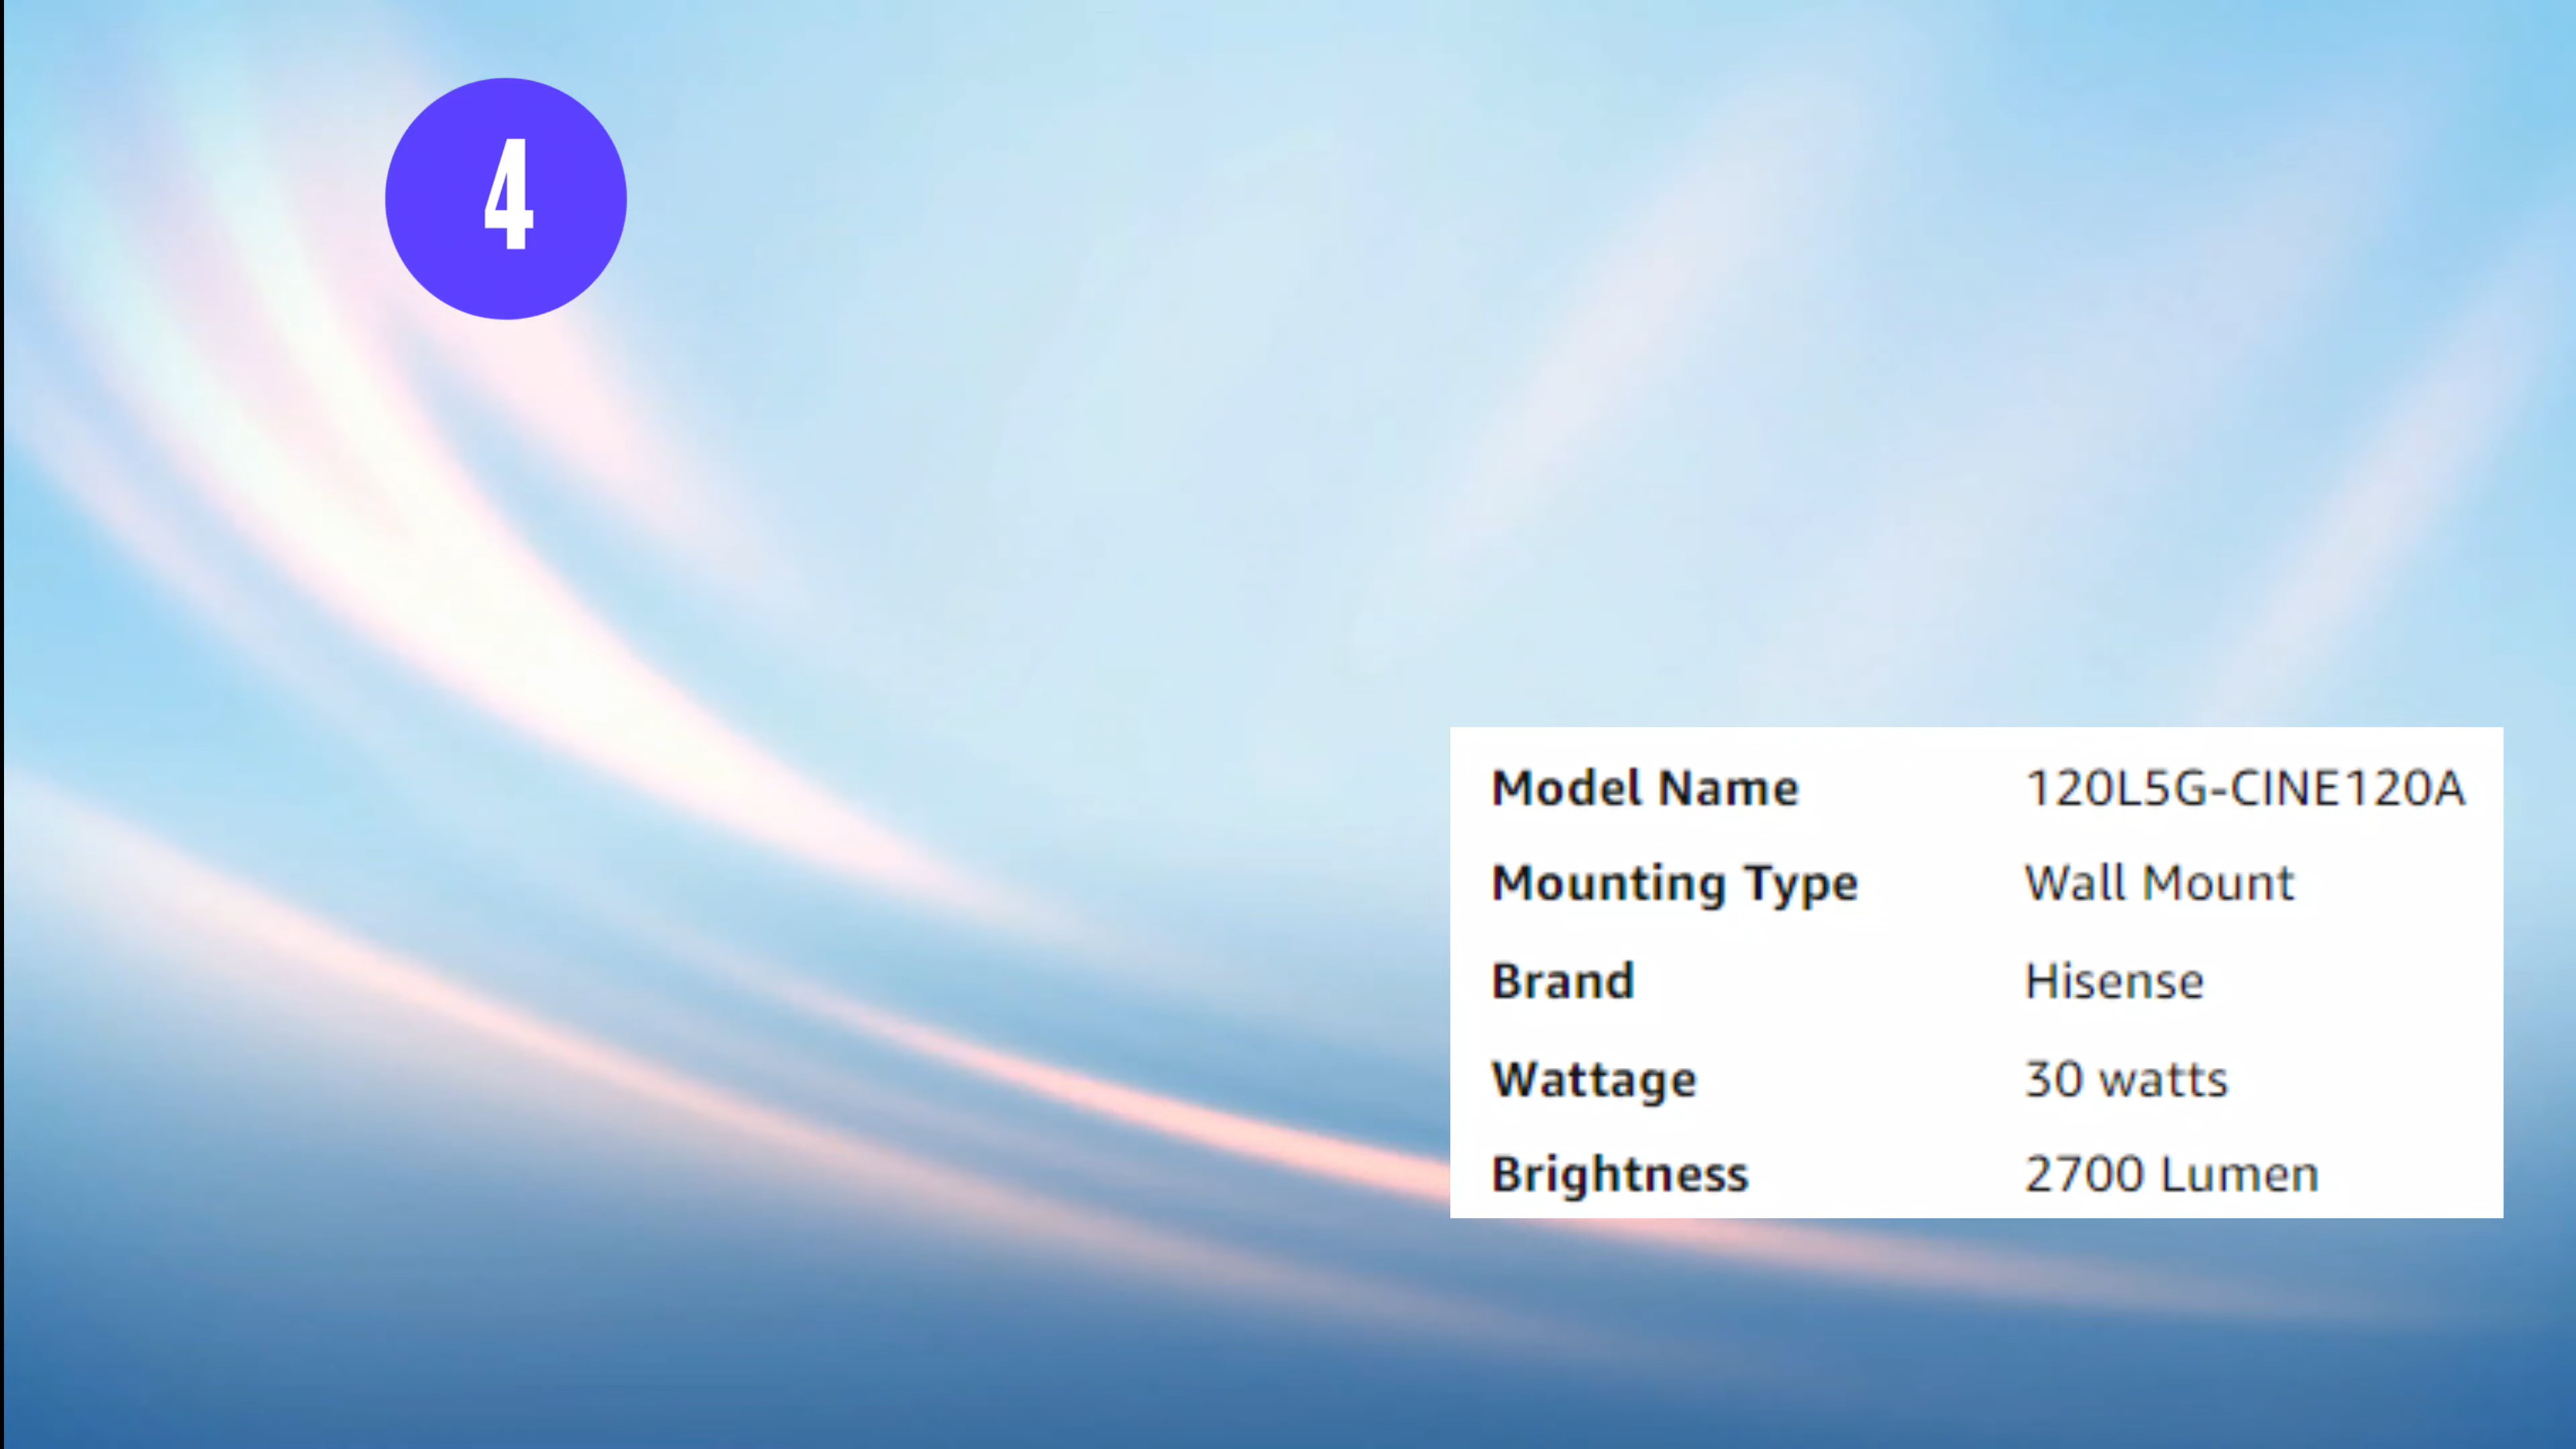 4
Model Name 120L5G-CINE120A
Mounting Type Wall Mount
Brand Hisense
Wattage 30 watts
Brightness 2700 Lumen